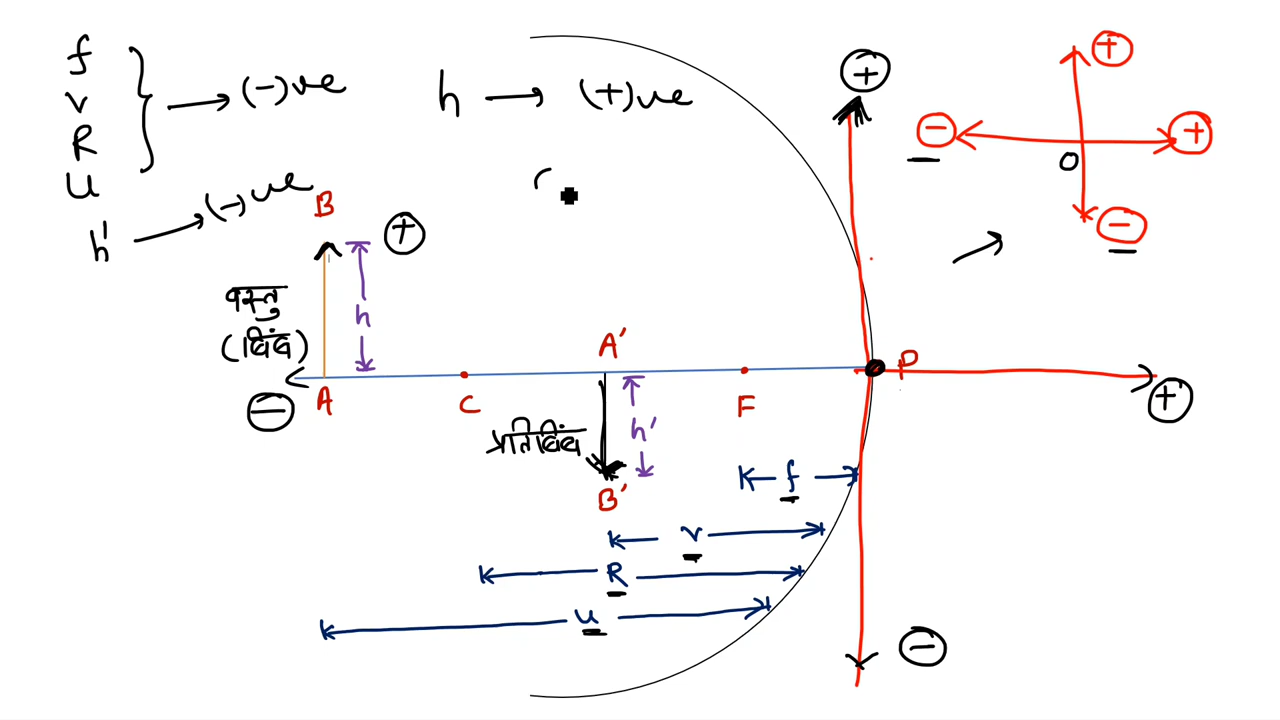 f
v
R
u
→ (-)ve
h → (+)ve
h' → (-)ve
B
+
वस्तु
(बिंब)
h
A
-
C
A'
प्रतिबिंब
h'
B'
F
P
f
v
R
u
+
-
+
+
-
+
O
-